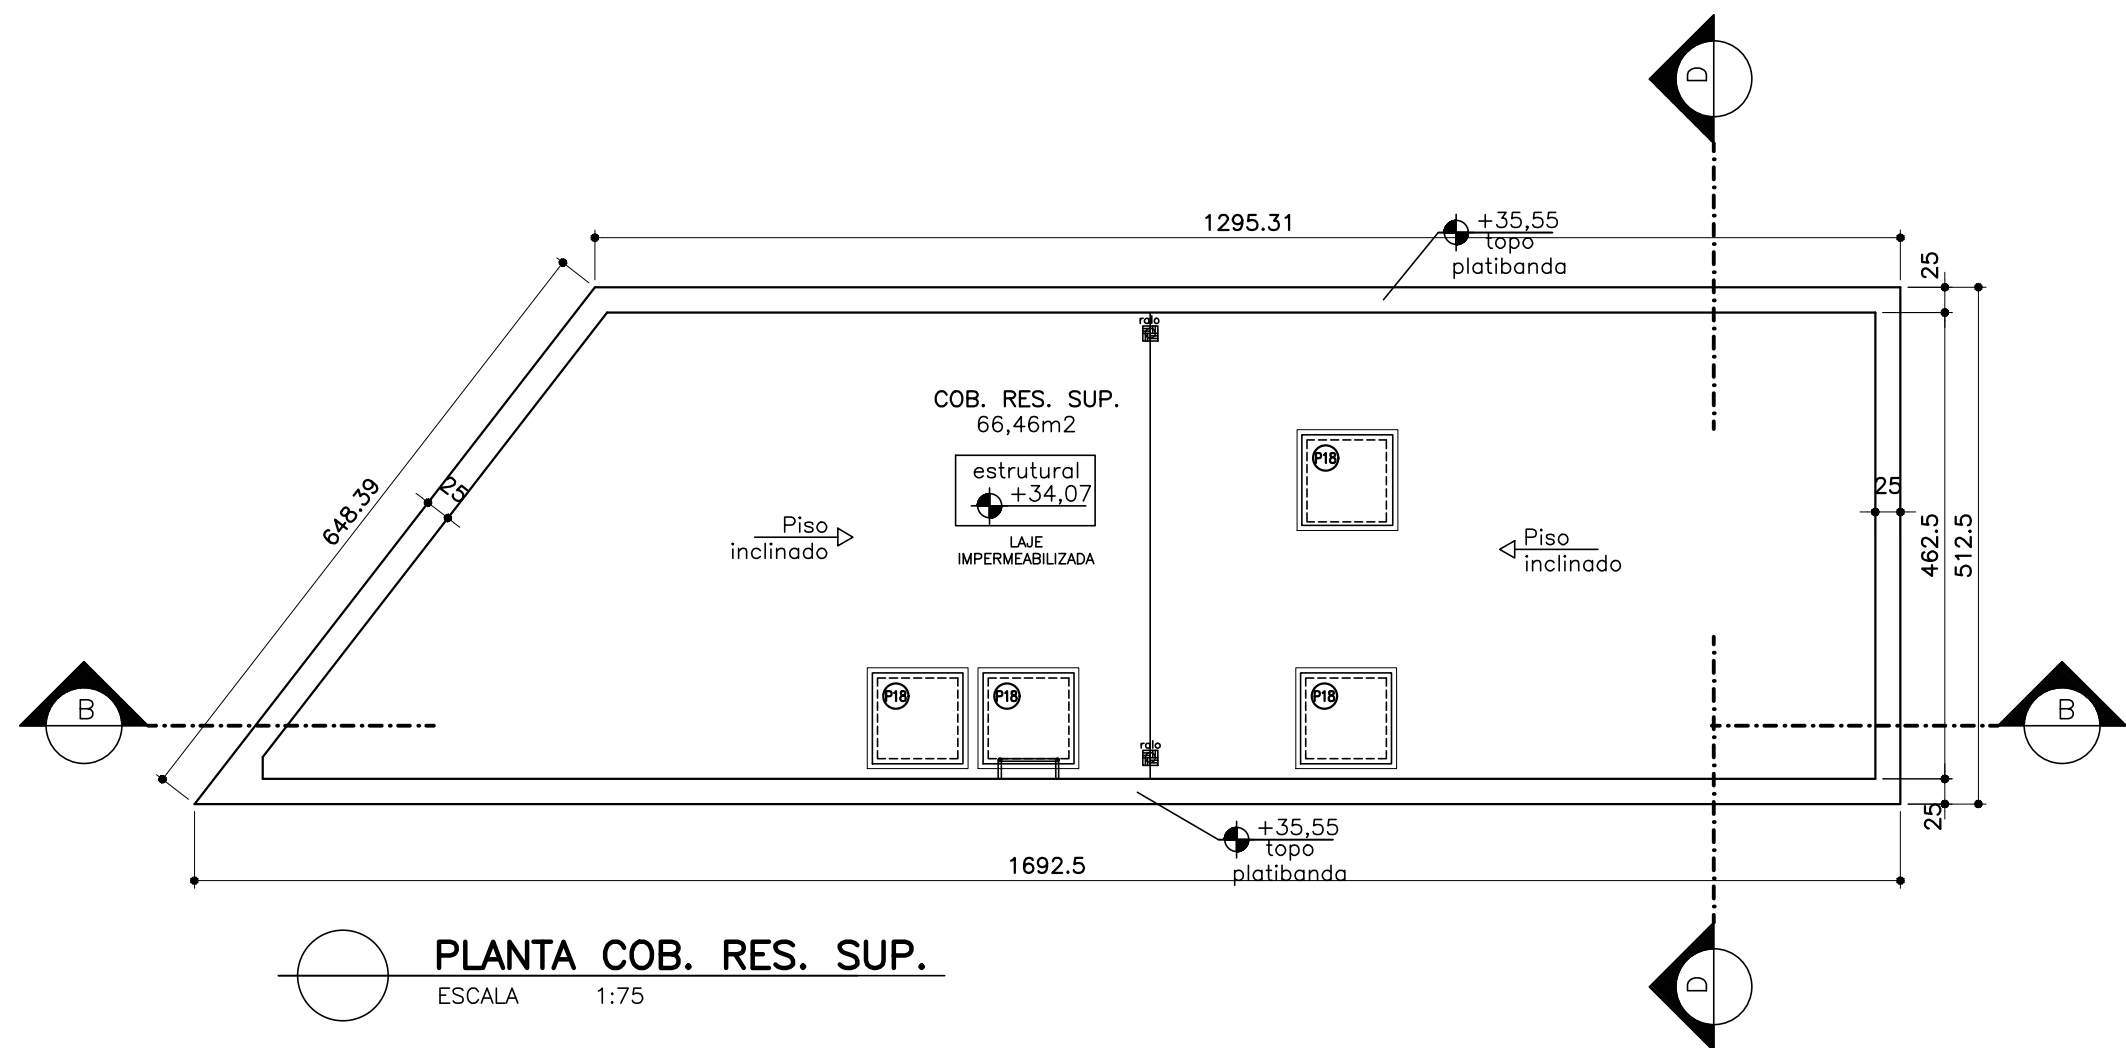 D
1295.31
+35,55
topo
platibanda
25
ralo
COB. RES. SUP.
66,46m2
estrutural
+34,07
LAJE
IMPERMEABILIZADA
P18
648.39
25
Piso
inclinado
Piso
inclinado
25
462.5
512.5
B
P18
P18
P18
B
ralo
25
+35,55
topo
platibanda
1692.5
PLANTA COB. RES. SUP.
ESCALA 1:75
D